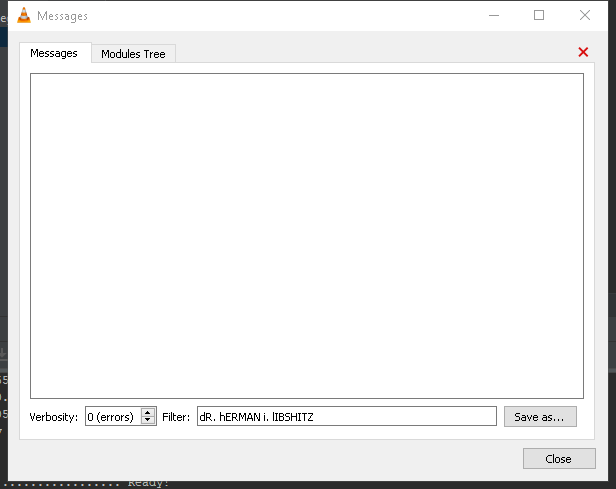 Messages
Messages Modules Tree
Verbosity: 0 (errors) Filter: dR. hERMAN i. lIBSHITZ Save as...
Close
Ready!